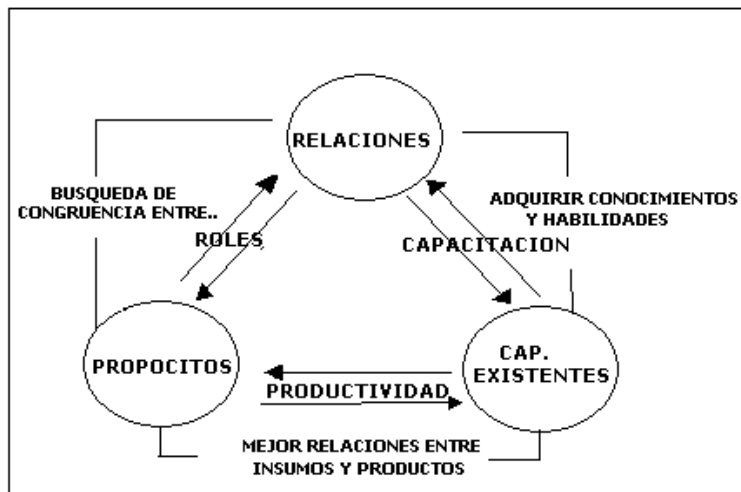 RELACIONES
BUSQUEDA DE
CONGRUENCIA ENTRE..
ADQUIRIR CONOCIMIENTOS
Y HABILIDADES
ROLES
CAPACITACION
PROPOCITOS
CAP.
EXISTENTES
PRODUCTIVIDAD
MEJOR RELACIONES ENTRE
INSUMOS Y PRODUCTOS